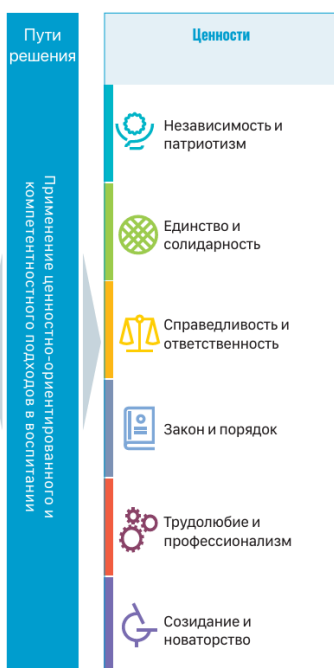 Пути
решения
Применение ценностно-ориентированного и
компетентностного подходов в воспитании
Ценности
Независимость и
патриотизм
Единство и
солидарность
Справедливость и
ответственность
Закон и порядок
Трудолюбие и
профессионализм
Созидание и
новаторство